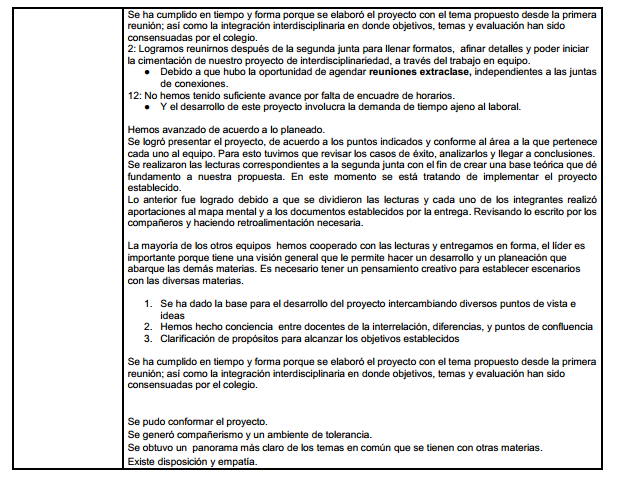 Se ha cumplido en tiempo y forma porque se elaboró el proyecto con el tema propuesto desde la primera
reunión; así como la integración interdisciplinaria en donde objetivos, temas y evaluación han sido
consensuadas por el colegio.
2: Logramos reunirnos después de la segunda junta para llenar formatos, afinar detalles y poder iniciar
la cimentación de nuestro proyecto de interdisciplinariedad, a través del trabajo en equipo.
● Debido a que hubo la oportunidad de agendar reuniones extraclase, independientes a las juntas
de conexiones.
12: No hemos tenido suficiente avance por falta de encuadre de horarios.
● Y el desarrollo de este proyecto involucra la demanda de tiempo ajeno al laboral.
Hemos avanzado de acuerdo a lo planeado.
Se logró presentar el proyecto, de acuerdo a los puntos indicados y conforme al área a la que pertenece
cada uno al equipo. Para esto tuvimos que revisar los casos de éxito, analizarlos y llegar a conclusiones.
Se realizaron las lecturas correspondientes a la segunda junta con el fin de crear una base teórica que dé
fundamento a nuestra propuesta. En este momento se está tratando de implementar el proyecto
establecido.
Lo anterior fue logrado debido a que se dividieron las lecturas y cada uno de los integrantes realizó
aportaciones al mapa mental y a los documentos establecidos por la entrega. Revisando lo escrito por los
compañeros y haciendo retroalimentación necesaria.
La mayoría de los otros equipos hemos cooperado con las lecturas y entregamos en forma, el líder es
importante porque tiene una visión general que le permite hacer un desarrollo y un planeación que
abarque las demás materias. Es necesario tener un pensamiento creativo para establecer escenarios
con las diversas materias.
1. Se ha dado la base para el desarrollo del proyecto intercambiando diversos puntos de vista e
ideas
2. Hemos hecho conciencia entre docentes de la interrelación, diferencias, y puntos de confluencia
3. Clarificación de propósitos para alcanzar los objetivos establecidos
Se ha cumplido en tiempo y forma porque se elaboró el proyecto con el tema propuesto desde la primera
reunión; así como la integración interdisciplinaria en donde objetivos, temas y evaluación han sido
consensuadas por el colegio.
Se pudo conformar el proyecto.
Se generó compañerismo y un ambiente de tolerancia.
Se obtuvo un panorama más claro de los temas en común que se tienen con otras materias.
Existe disposición y empatía.